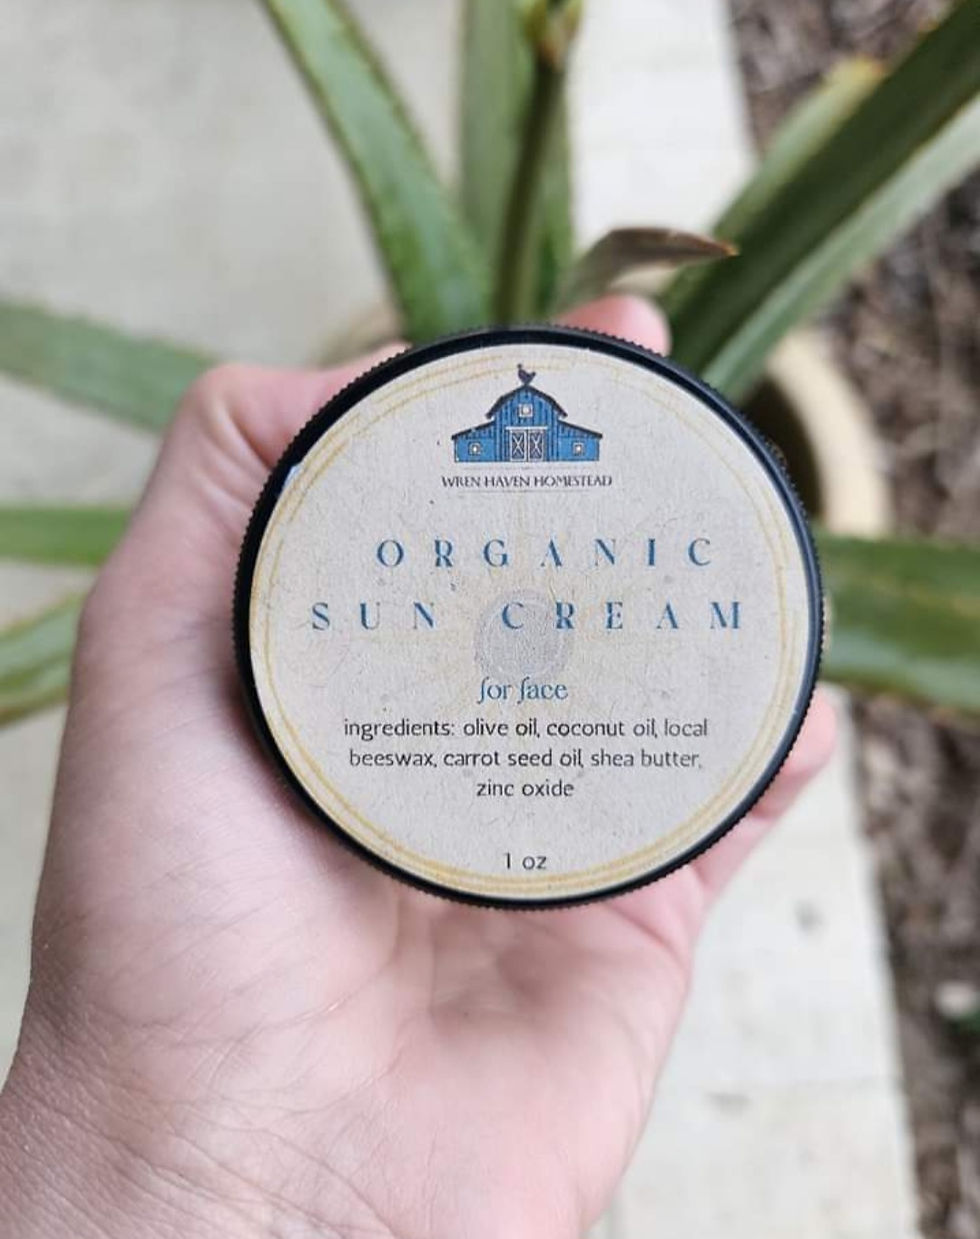 WREN HAVEN HOMESTEAD
ORGANIC
SUN CREAM
for face
ingredients: olive oil, coconut oil, local
beeswax, carrot seed oil, shea butter,
zinc oxide
1 oz